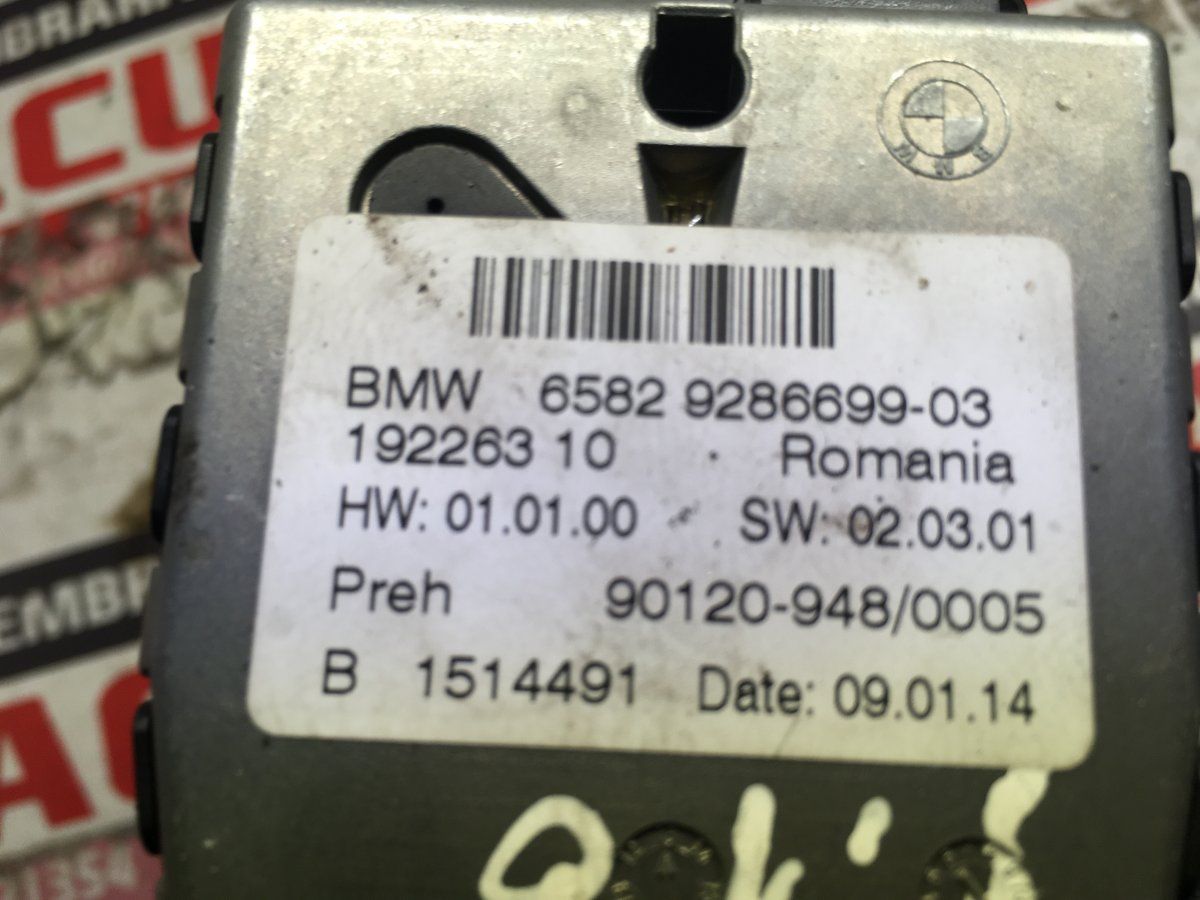 BMW
BMW 6582 9286699-03
192263 10 Romania
HW: 01.01.00 SW: 02.03.01
Preh 90120-948/0005
B 1514491 Date: 09.01.14